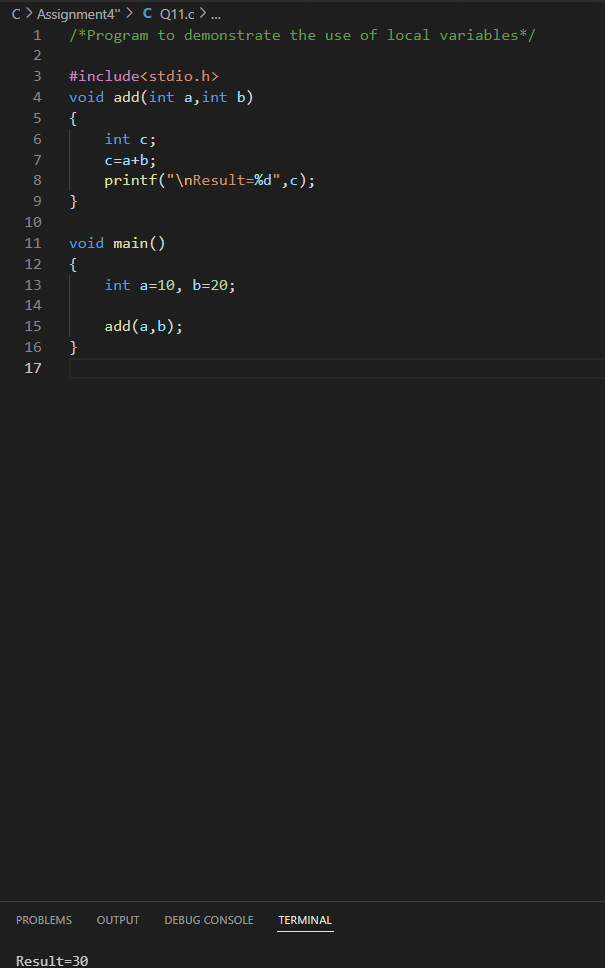 C > Assignment4" > C Q11.c > ...
1 /*Program to demonstrate the use of local variables*/
2
3 #include<stdio.h>
4 void add(int a,int b)
5 {
6     int c;
7     c=a+b;
8     printf("\nResult=%d",c);
9 }
10
11 void main()
12 {
13     int a=10, b=20;
14
15     add(a,b);
16 }
17
PROBLEMS OUTPUT DEBUG CONSOLE TERMINAL
Result=30